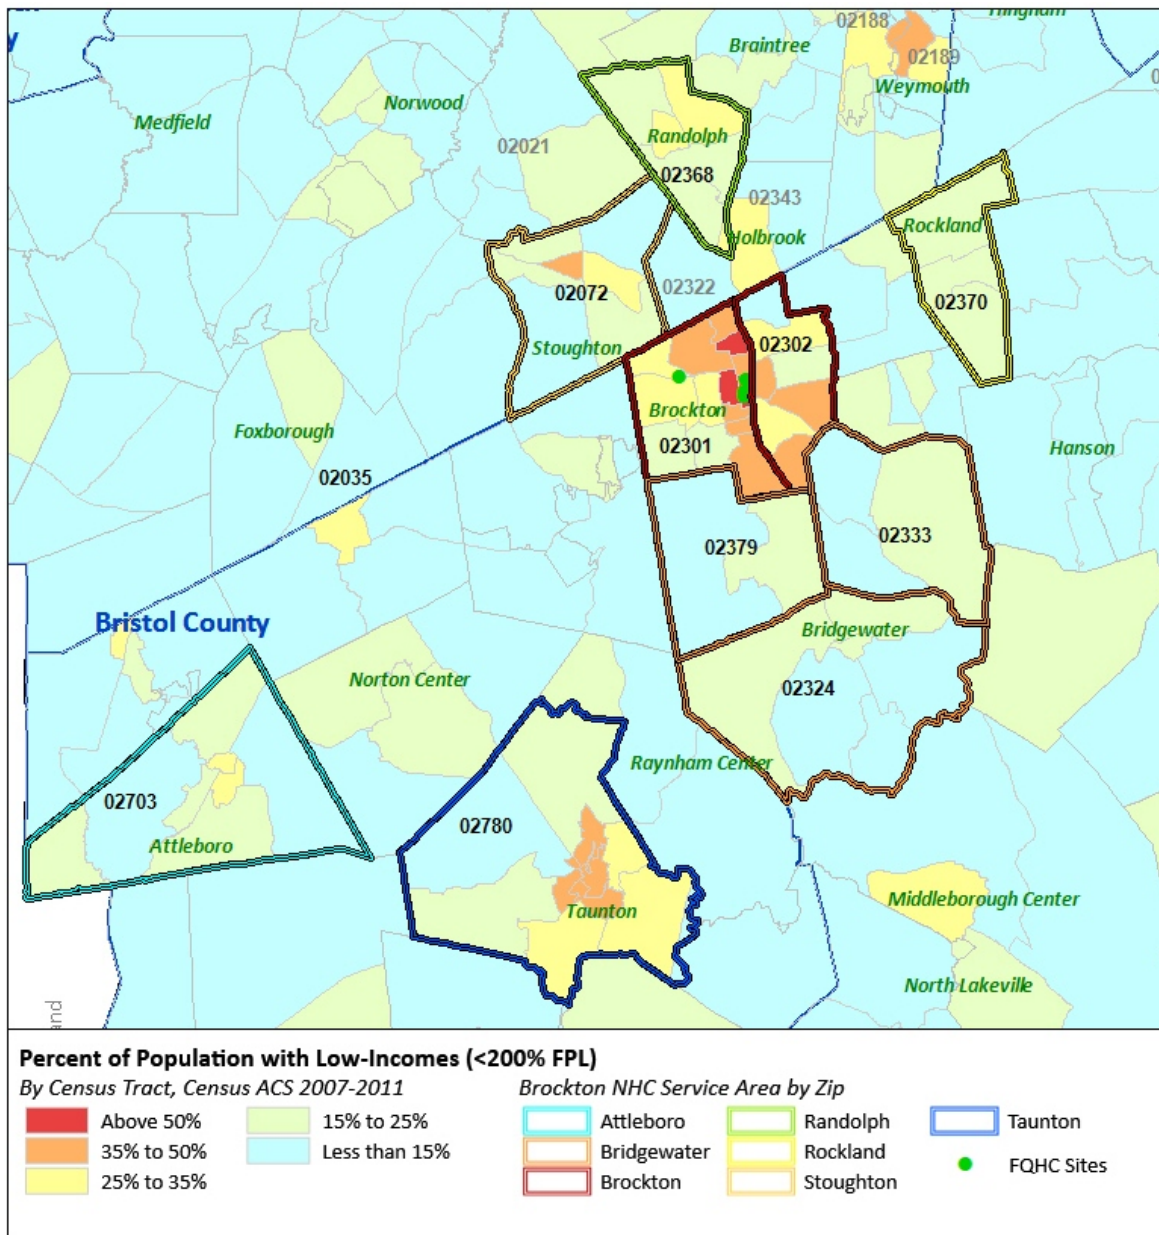 02188
Hingham
Braintree
02189
Weymouth
Norwood
Medfield
02021
Randolph
02368
02343
Rockland
Holbrook
02322
02072
02370
02302
Stoughton
Brockton
Foxborough
02301
Hanson
02035
02333
02379
Bristol County
Bridgewater
Norton Center
02324
Raynham Center
02703
02780
Attleboro
Middleborough Center
Taunton
North Lakeville
Percent of Population with Low-Incomes (<200% FPL)
By Census Tract, Census ACS 2007-2011
Above 50%
35% to 50%
25% to 35%
15% to 25%
Less than 15%
Brockton NHC Service Area by Zip
Attleboro
Bridgewater
Brockton
Randolph
Rockland
Stoughton
Taunton
FQHC Sites